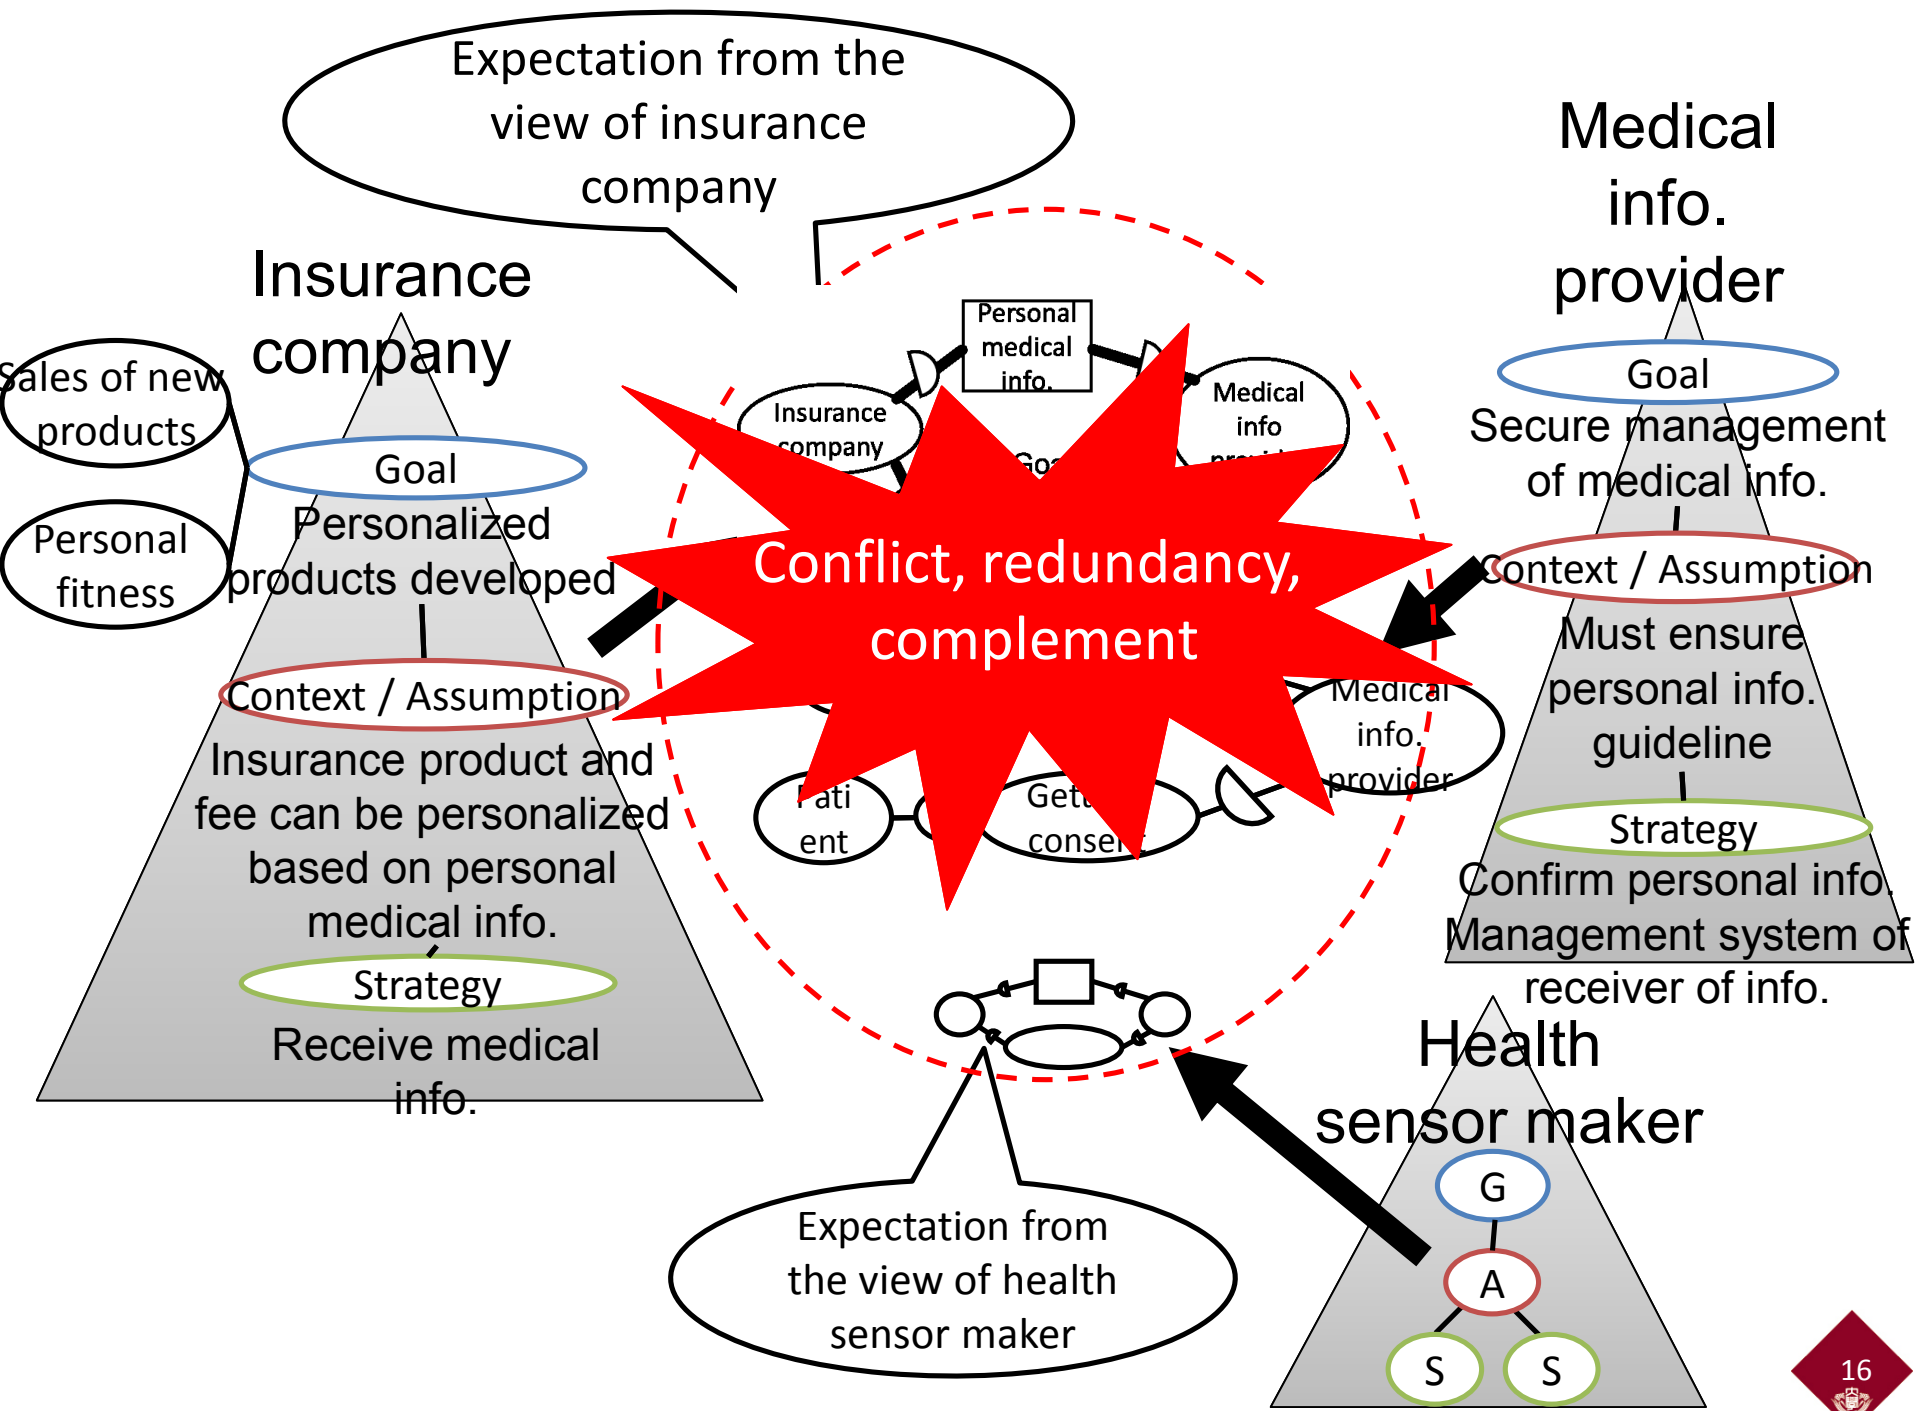 Expectation from the
view of insurance
company
Medical
info.
provider
Insurance
company
Sales of new
products
Personal
fitness
Goal
Personalized
products developed
Context / Assumption
Insurance product and
fee can be personalized
based on personal
medical info.
Strategy
Receive medical
info.
Personal
medical
info.
Insurance
company
Medical
info
Conflict, redundancy,
complement
Medical
info.
provider
Pati
ent
Goal
Secure management
of medical info.
Context / Assumption
Must ensure
personal info.
guideline
Strategy
Confirm personal info.
Management system of
receiver of info.
Health
sensor maker
G
A
S S
Expectation from
the view of health
sensor maker
16